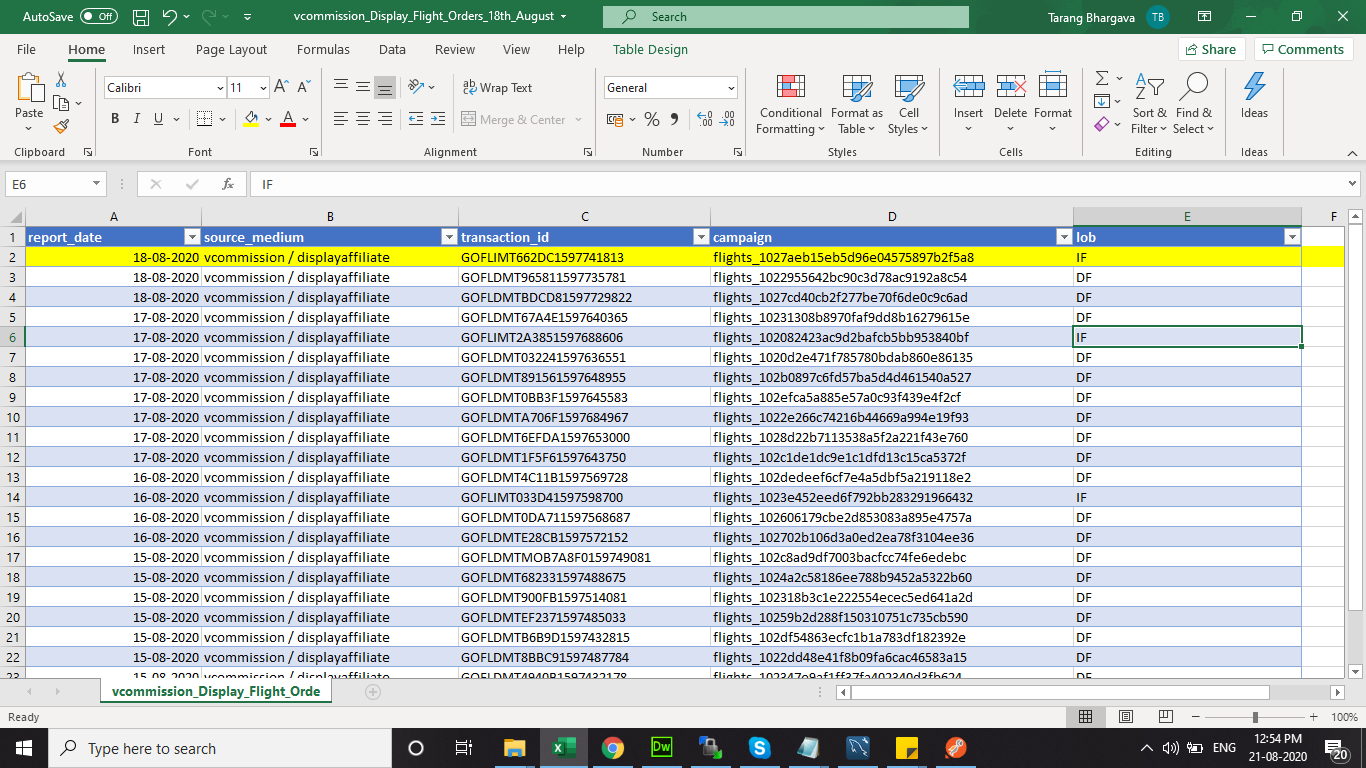 AutoSave Off vcommission_Display_Flight_Orders_18th_August Search Tarang Bhargava TB
File Home Insert Page Layout Formulas Data Review View Help Table Design Share Comments
Calibri 11 Wrap Text General
Paste B I U Merge & Center % Conditional Formatting Format as Table Cell Styles Insert Delete Format Sort & Filter Find & Select Ideas
Clipboard Font Alignment Number Styles Cells Editing Ideas
E6 fx IF
A B C D E F
1 report_date source_medium transaction_id campaign lob
2 18-08-2020 vcommission / displayaffiliate GOFLIMT662DC1597741813 flights_1027aeb15eb5d96e04575897b2f5a8 IF
3 18-08-2020 vcommission / displayaffiliate GOFLDMT965811597735781 flights_1022955642bc90c3d78ac9192a8c54 DF
4 18-08-2020 vcommission / displayaffiliate GOFLDMTBDCD81597729822 flights_1027cd40cb2f277be70f6de0c9c6ad DF
5 17-08-2020 vcommission / displayaffiliate GOFLDMT67A4E1597640365 flights_10231308b8970faf9dd8b16279615e DF
6 17-08-2020 vcommission / displayaffiliate GOFLIMT2A3851597688606 flights_102082423ac9d2bafcb5bb953840bf IF
7 17-08-2020 vcommission / displayaffiliate GOFLDMT032241597636551 flights_1020d2e471f785780bdab860e86135 DF
8 17-08-2020 vcommission / displayaffiliate GOFLDMT891561597648955 flights_102b0897c6fd57ba5d4d461540a527 DF
9 17-08-2020 vcommission / displayaffiliate GOFLDMT0BB3F1597645583 flights_102efca5a885e57a0c93f439e4f2cf DF
10 17-08-2020 vcommission / displayaffiliate GOFLDMTA706F1597684967 flights_1022e266c74216b44669a994e19f93 DF
11 17-08-2020 vcommission / displayaffiliate GOFLDMT6EFDA1597653000 flights_1028d22b7113538a5f2a221f43e760 DF
12 17-08-2020 vcommission / displayaffiliate GOFLDMT1F5F61597643750 flights_102c1de1dc9e1c1dfd13c15ca5372f DF
13 16-08-2020 vcommission / displayaffiliate GOFLDMT4C11B1597569728 flights_102dedeef6cf7e4a5dbf5a219118e2 DF
14 16-08-2020 vcommission / displayaffiliate GOFLIMT033D41597598700 flights_1023e452eed6f792bb283291966432 IF
15 16-08-2020 vcommission / displayaffiliate GOFLDMT0DA711597568687 flights_102606179cbe2d853083a895e4757a DF
16 16-08-2020 vcommission / displayaffiliate GOFLDMTE28CB1597572152 flights_102702b106d3a0ed2ea78f3104ee36 DF
17 15-08-2020 vcommission / displayaffiliate GOFLDMTMOB7A8F0159749081 flights_102c8ad9df7003bacfcc74fe6edebc DF
18 15-08-2020 vcommission / displayaffiliate GOFLDMT682331597488675 flights_1024a2c58186ee788b9452a5322b60 DF
19 15-08-2020 vcommission / displayaffiliate GOFLDMT900FB1597514081 flights_102318b3c1e222554ecec5ed641a2d DF
20 15-08-2020 vcommission / displayaffiliate GOFLDMTEF2371597485033 flights_10259b2d288f150310751c735cb590 DF
21 15-08-2020 vcommission / displayaffiliate GOFLDMTB6B9D1597432815 flights_102df54863ecfc1b1a783df182392e DF
22 15-08-2020 vcommission / displayaffiliate GOFLDMT8BBC91597487784 flights_1022dd48e41f8b09fa6cac46583a15 DF
23 15-08-2020 vcommission / displayaffiliate
vcommission_Display_Flight_Orde
Ready 100%
Type here to search Dw ENG 12:54 PM
21-08-2020 20